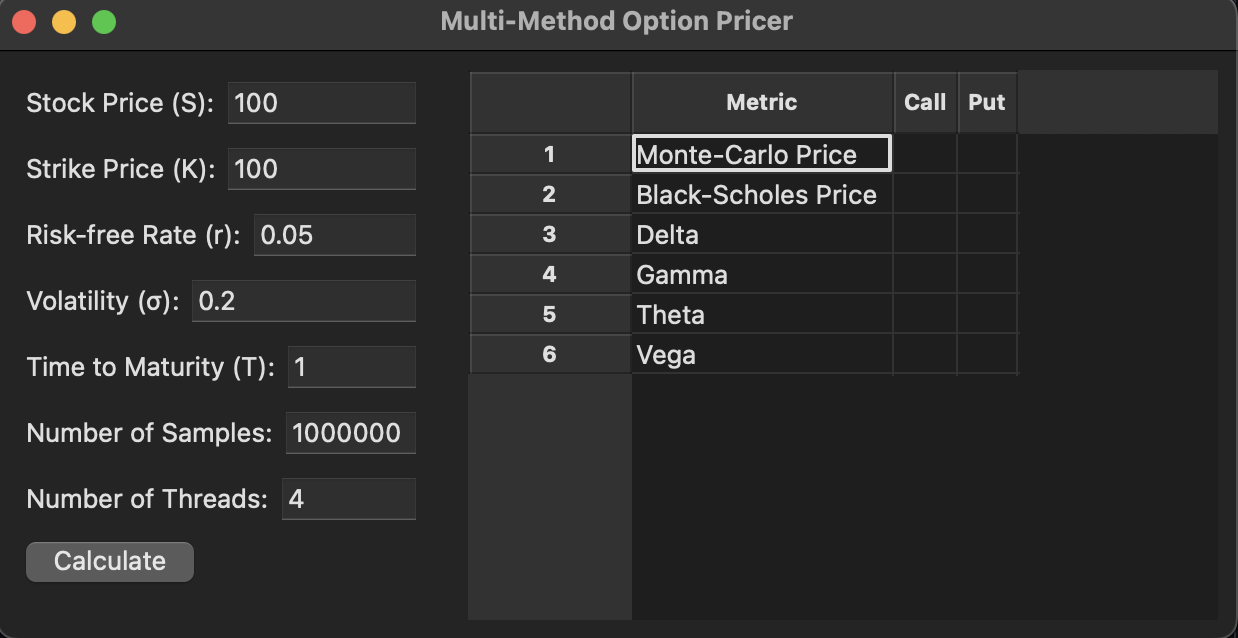 Multi-Method Option Pricer
Stock Price (S): 100
Strike Price (K): 100
Risk-free Rate (r): 0.05
Volatility (σ): 0.2
Time to Maturity (T): 1
Number of Samples: 1000000
Number of Threads: 4
Calculate
Metric Call Put
1 Monte-Carlo Price
2 Black-Scholes Price
3 Delta
4 Gamma
5 Theta
6 Vega